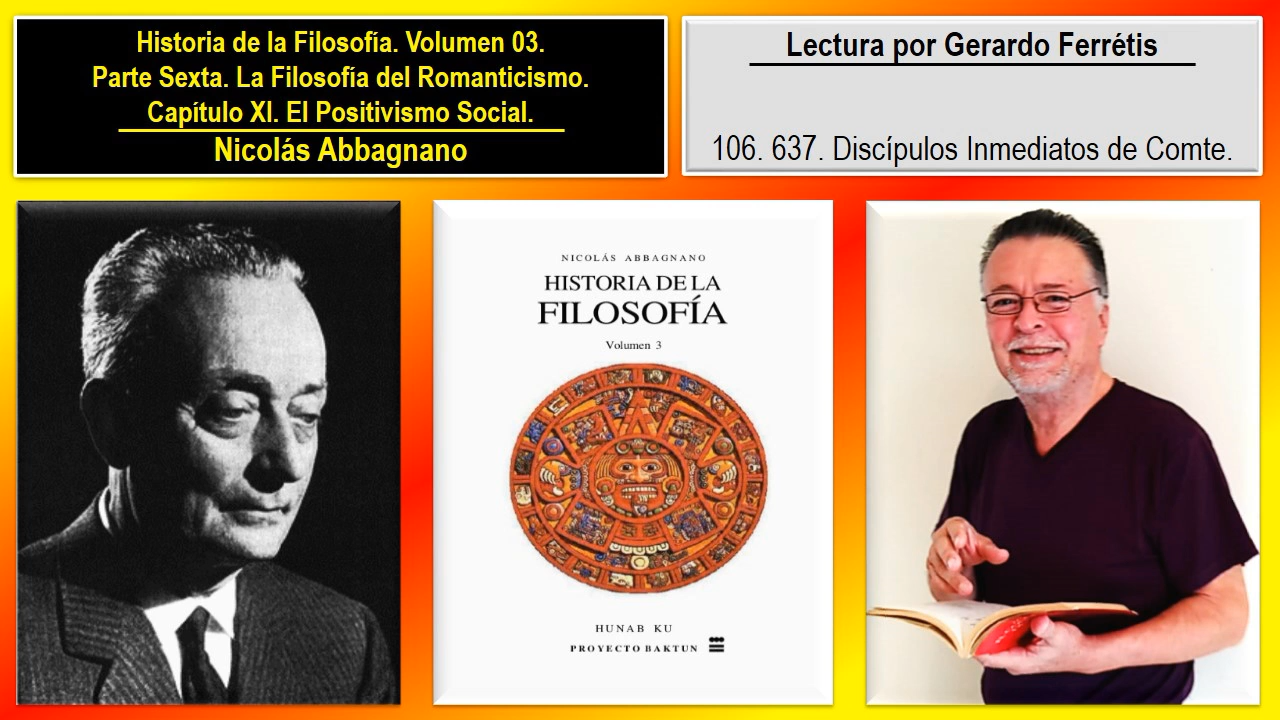 Historia de la Filosofía. Volumen 03.
Parte Sexta. La Filosofía del Romanticismo.
Capítulo XI. El Positivismo Social.
Nicolás Abbagnano
Lectura por Gerardo Ferrétis
106. 637. Discípulos Inmediatos de Comte.
NICOLÁS ABBAGNANO
HISTORIA DE LA
FILOSOFÍA
Volumen 3
HUNAB KU
PROYECTO BAKTUN